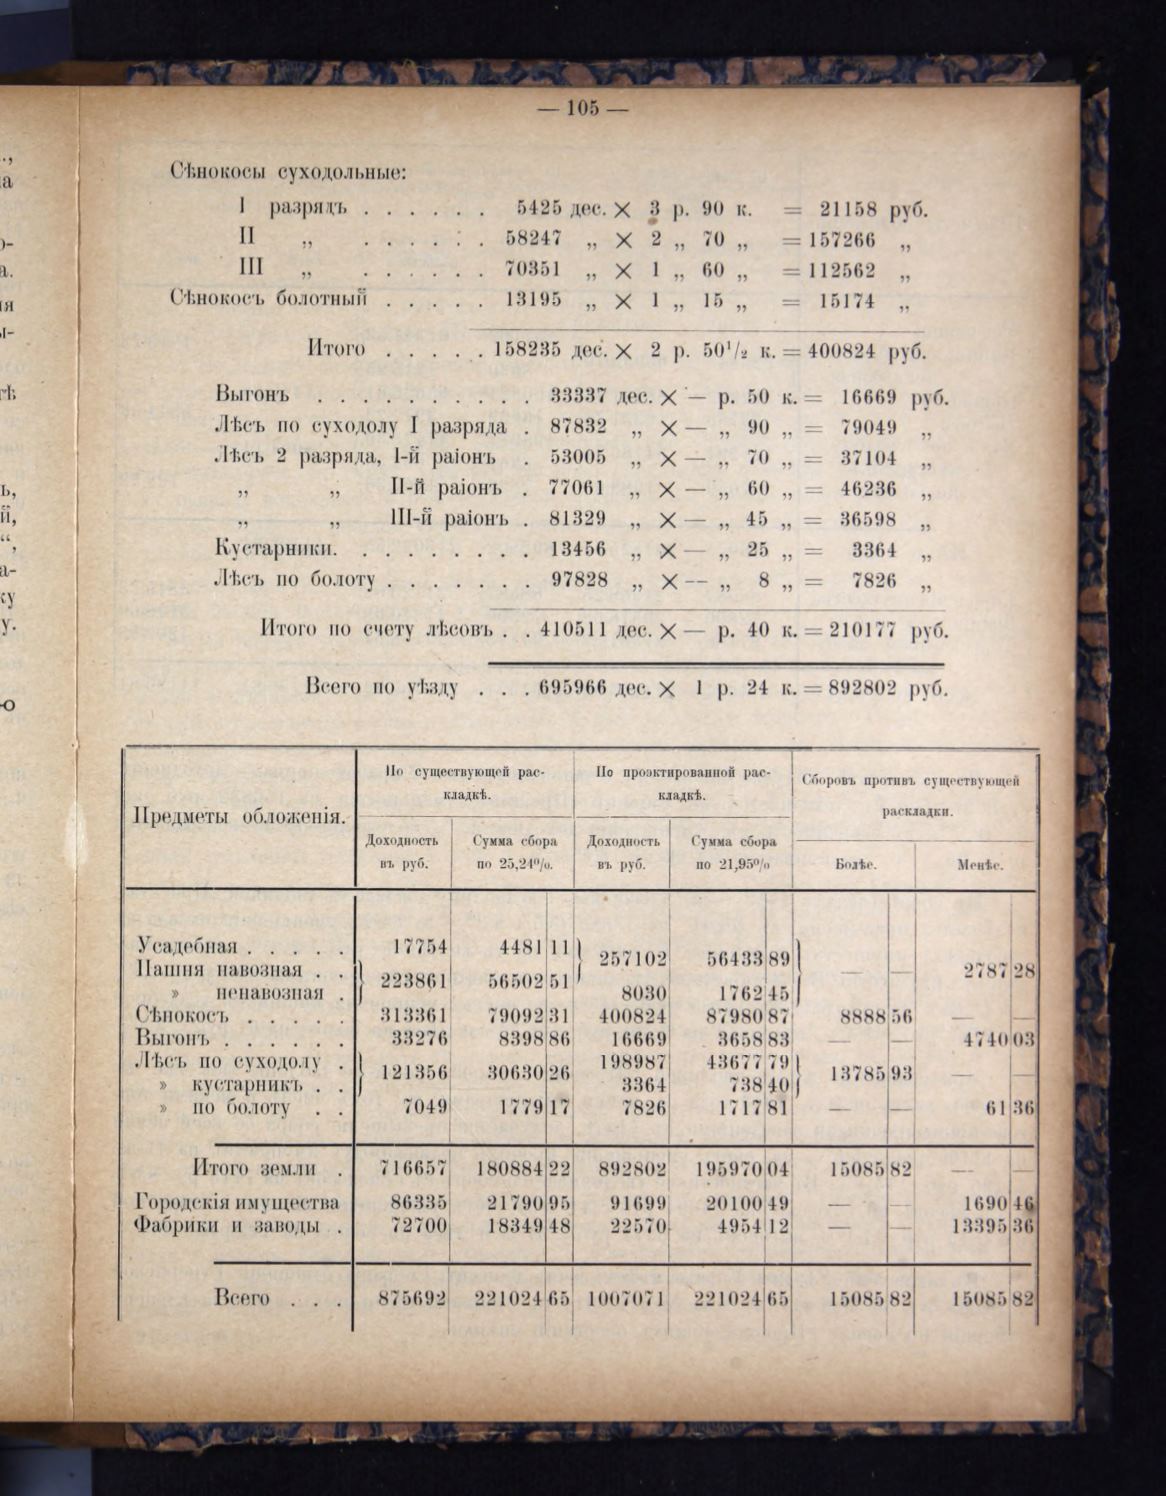 — 105 —
Сѣнокосы суходольные:
I разрядъ . . . . . . 5425 дес. × 3 р. 90 к. = 21158 руб.
II „ . . . . . . 58247 „ × 2 „ 70 „ = 157266 „
III „ . . . . . . 70351 „ × 1 „ 60 „ = 112562 „
Сѣнокосъ болотный . . . . . 13195 „ × 1 „ 15 „ = 15174 „
Итого . . . . . 158235 дес. × 2 р. 50¹/₂ к. = 400824 руб.
Выгонъ . . . . . . . . . . 33337 дес. × — р. 50 к. = 16669 руб.
Лѣсъ по суходолу I разряда . 87832 „ × — „ 90 „ = 79049 „
Лѣсъ 2 разряда, I-й раіонъ . 53005 „ × — „ 70 „ = 37104 „
„ „ II-й раіонъ . 77061 „ × — „ 60 „ = 46236 „
„ „ III-й раіонъ . 81329 „ × — „ 45 „ = 36598 „
Кустарники. . . . . . . . . 13456 „ × — „ 25 „ = 3364 „
Лѣсъ по болоту . . . . . . . 97828 „ × — „ 8 „ = 7826 „
Итого по счету лѣсовъ . . 410511 дес. × — р. 40 к. = 210177 руб.
Всего по уѣзду . . . 695966 дес. × 1 р. 24 к. = 892802 руб.
Предметы обложенія.
По существующей рас-
кладкѣ.
По проэктированной рас-
кладкѣ.
Сборовъ противъ существующей
раскладки.
Доходность
въ руб.
Сумма сбора
по 25,24⁰/₀.
Доходность
въ руб.
Сумма сбора
по 21,95⁰/₀
Болѣе.
Менѣе.
Усадебная . . . . . 17754 4481 11
257102 56433 89
Пашня навозная . .
223861 56502 51 — — 2787 28
» ненавозная . 8030 1762 45
Сѣнокосъ . . . . . 313361 79092 31 400824 87980 87 8888 56 — —
Выгонъ . . . . . . 33276 8398 86 16669 3658 83 — — 4740 03
Лѣсъ по суходолу . 198987 43677 79
121356 30630 26 13785 93 — —
» кустарникъ . . 3364 738 40
» по болоту . . 7049 1779 17 7826 1717 81 — — 61 36
Итого земли . 716657 180884 22 892802 195970 04 15085 82 — —
Городскія имущества 86335 21790 95 91699 20100 49 — — 1690 46
Фабрики и заводы . 72700 18349 48 22570 4954 12 — — 13395 36
Всего . . . 875692 221024 65 1007071 221024 65 15085 82 15085 82